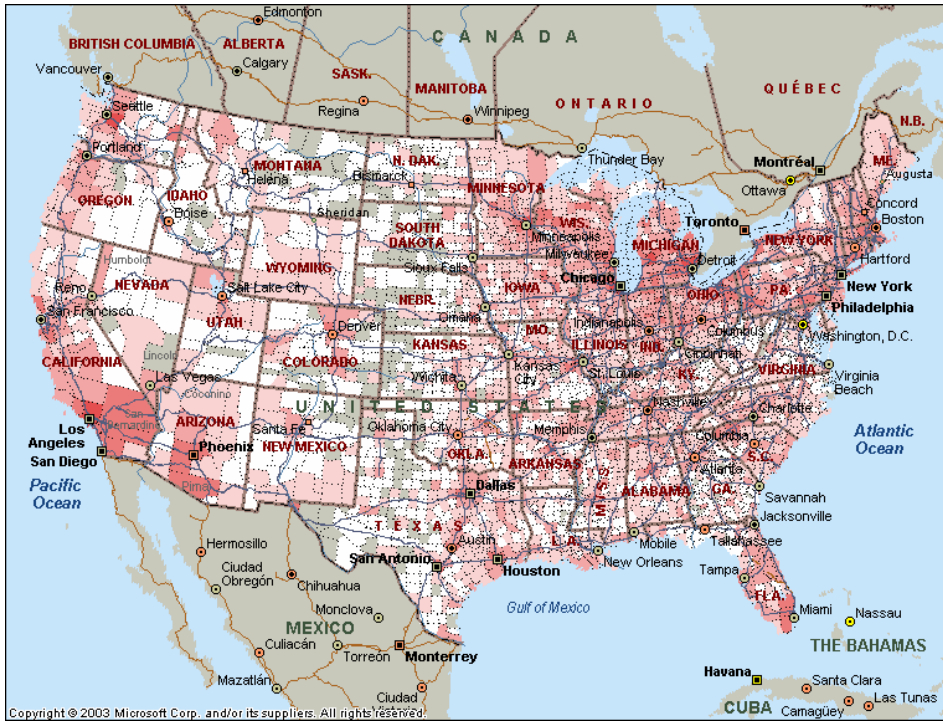 Edmonton
C A N A D A
BRITISH COLUMBIA
ALBERTA
Calgary
Vancouver
SASK.
MANITOBA
QUÉBEC
Regina
Winnipeg
ONTARIO
N.B.
Seattle
Portland
Thunder Bay
Montréal
ME.
MONTANA
N. DAK.
Helena
Bismarck
MINNESOTA
Ottawa
Augusta
OREGON
IDAHO
Boise
Sheridan
SOUTH
DAKOTA
WIS.
Minneapolis
Toronto
Concord
Boston
MICHIGAN
NEW YORK
Milwaukee
Detroit
Hartford
Humboldt
WYOMING
Sioux Falls
Chicago
NEVADA
Reno
Salt Lake City
IOWA
OHIO
PA.
New York
Philadelphia
San Francisco
UTAH
NEBR.
Omaha
Indianapolis
Columbus
Washington, D.C.
Denver
COLORADO
KANSAS
MO.
ILLINOIS
IND.
Cincinnati
CALIFORNIA
Lincoln
Kansas
City
St. Louis
KY.
VIRGINIA
Virginia
Beach
Las Vegas
Wichita
Coconino
UNITED STATES
Nashville
Charlotte
San
Bernardino
ARIZONA
Santa Fe
Oklahoma City
Memphis
Columbia
Los
Angeles
Phoenix
NEW MEXICO
OKLA.
ARKANSAS
Atlanta
S.C.
Atlantic
Ocean
San Diego
Pacific
Ocean
Pima
Dallas
MISS.
ALABAMA
GA.
Savannah
T E X A S
LA.
Jacksonville
Hermosillo
Austin
Mobile
Tallahassee
Ciudad
Obregón
Chihuahua
San Antonio
Houston
New Orleans
Tampa
FLA.
Monclova
Gulf of Mexico
Miami
Nassau
MEXICO
Culiacán
Torreón
Monterrey
THE BAHAMAS
Mazatlán
Ciudad
Victoria
Havana
Santa Clara
CUBA
Las Tunas
Camagüey
Copyright © 2003 Microsoft Corp. and/or its suppliers. All rights reserved.